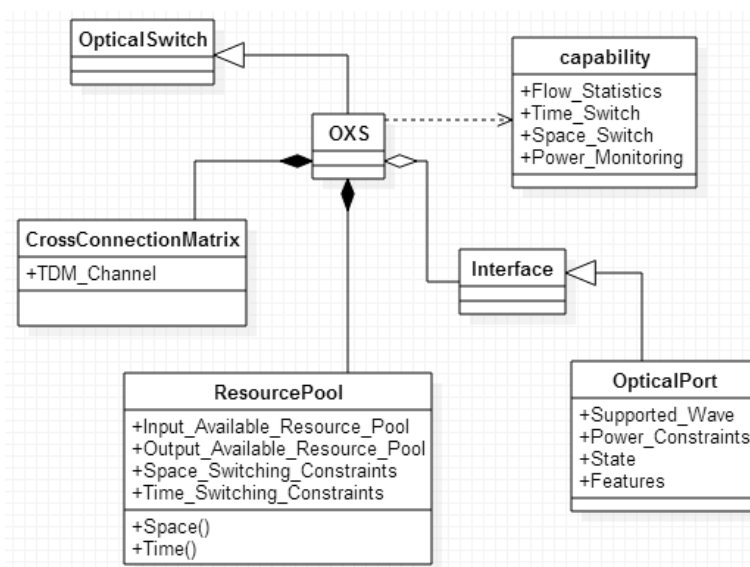 OpticalSwitch
capability
+Flow_Statistics
+Time_Switch
+Space_Switch
+Power_Monitoring
OXS
CrossConnectionMatrix
+TDM_Channel
Interface
ResourcePool
+Input_Available_Resource_Pool
+Output_Available_Resource_Pool
+Space_Switching_Constraints
+Time_Switching_Constraints
+Space()
+Time()
OpticalPort
+Supported_Wave
+Power_Constraints
+State
+Features